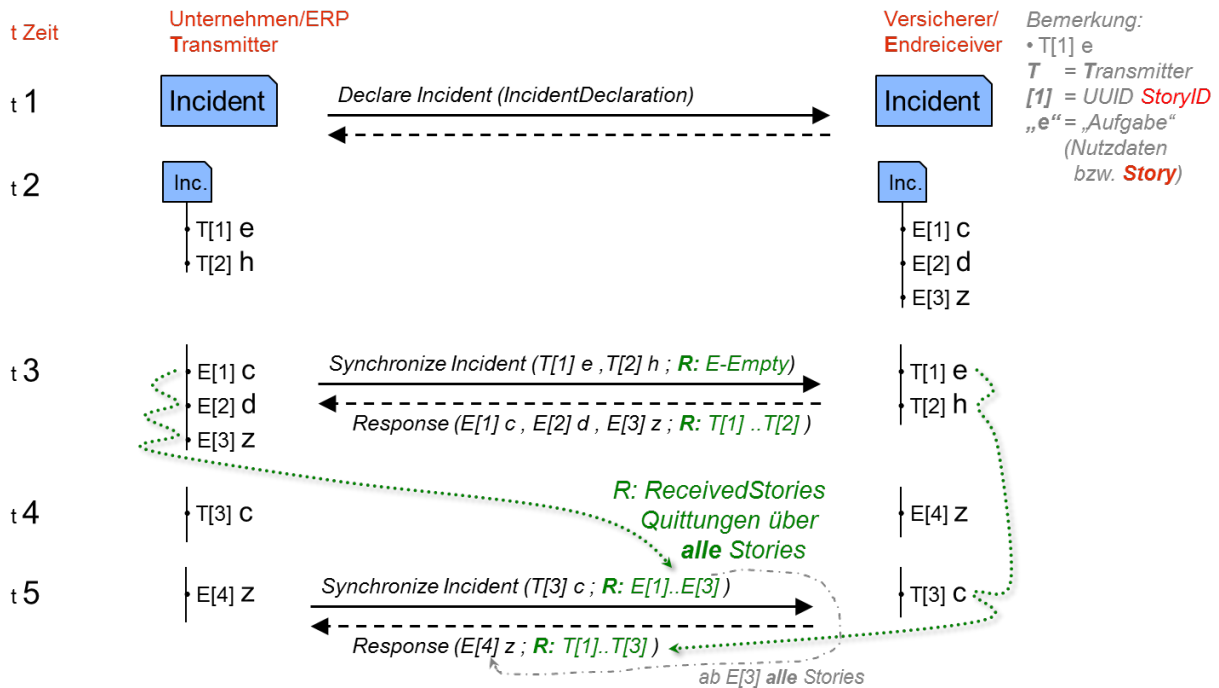 t Zeit
Unternehmen/ERP
Transmitter
Versicherer/
Endreiceiver
Bemerkung:
• T[1] e
T = Transmitter
[1] = UUID StoryID
„e“ = „Aufgabe“
(Nutzdaten
bzw. Story)
t 1
Incident
Declare Incident (IncidentDeclaration)
Incident
t 2
Inc.
T[1] e
T[2] h
Inc.
E[1] c
E[2] d
E[3] z
t 3
E[1] c
E[2] d
E[3] z
Synchronize Incident (T[1] e ,T[2] h ; R: E-Empty)
Response (E[1] c , E[2] d , E[3] z ; R: T[1] ..T[2] )
T[1] e
T[2] h
R: ReceivedStories
Quittungen über
alle Stories
t 4
T[3] c
E[4] z
t 5
E[4] z
Synchronize Incident (T[3] c ; R: E[1]..E[3] )
Response (E[4] z ; R: T[1]..T[3] )
T[3] c
ab E[3] alle Stories